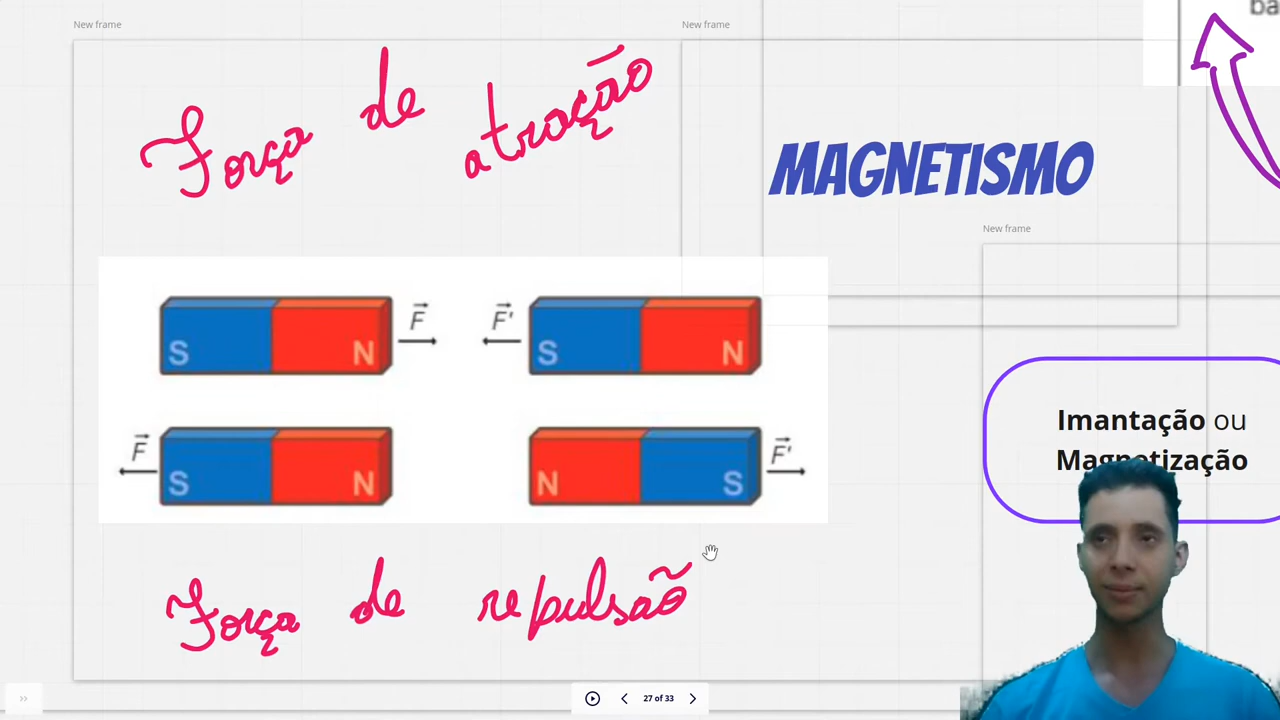 New frame
New frame
ba
Força de atração
MAGNETISMO
New frame
F F'
S N S N
Imantação ou
Magnetização
F F'
S N N S
Força de repulsão
27 of 33